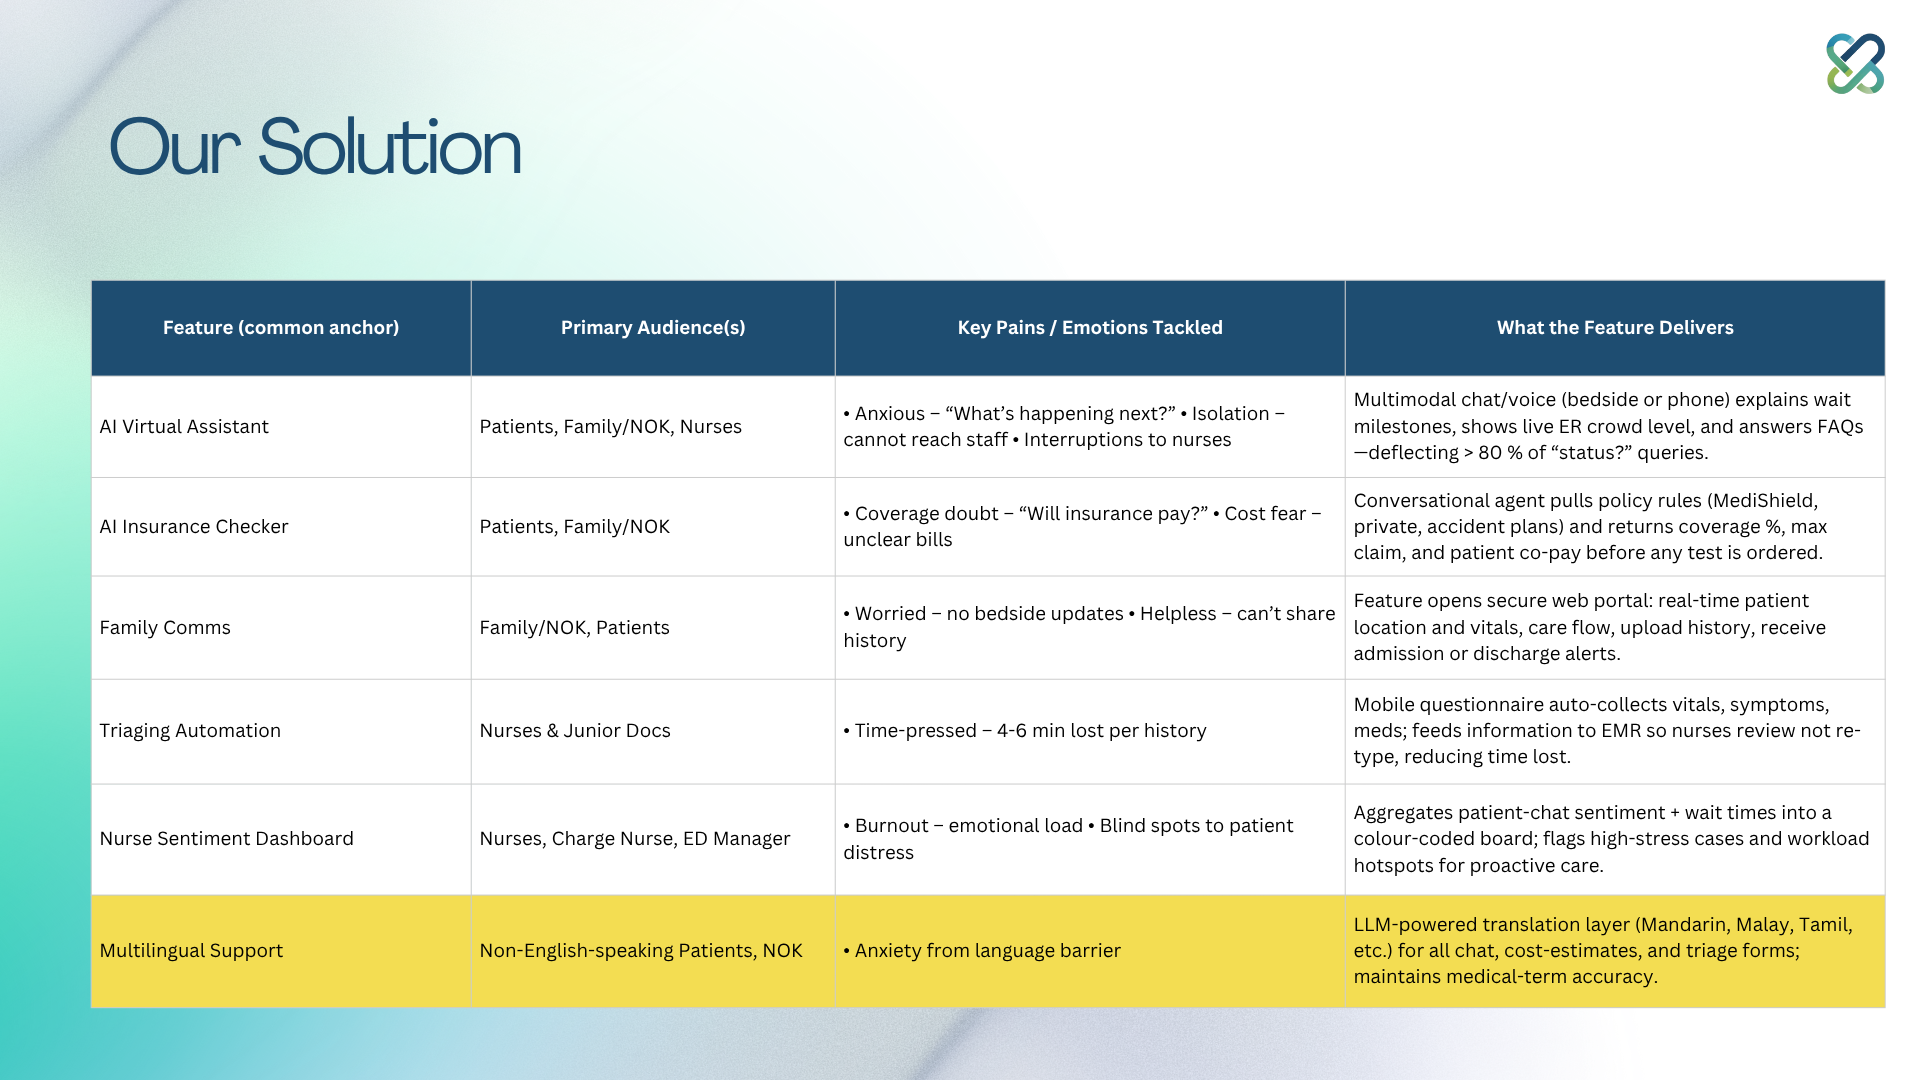 Our Solution
Feature (common anchor)
Primary Audience(s)
Key Pains / Emotions Tackled
What the Feature Delivers
AI Virtual Assistant
Patients, Family/NOK, Nurses
• Anxious – “What’s happening next?” • Isolation –
cannot reach staff • Interruptions to nurses
Multimodal chat/voice (bedside or phone) explains wait
milestones, shows live ER crowd level, and answers FAQs
—deflecting > 80 % of “status?” queries.
AI Insurance Checker
Patients, Family/NOK
• Coverage doubt – “Will insurance pay?” • Cost fear –
unclear bills
Conversational agent pulls policy rules (MediShield,
private, accident plans) and returns coverage %, max
claim, and patient co-pay before any test is ordered.
Family Comms
Family/NOK, Patients
• Worried – no bedside updates • Helpless – can’t share
history
Feature opens secure web portal: real-time patient
location and vitals, care flow, upload history, receive
admission or discharge alerts.
Triaging Automation
Nurses & Junior Docs
• Time-pressed – 4-6 min lost per history
Mobile questionnaire auto-collects vitals, symptoms,
meds; feeds information to EMR so nurses review not re-
type, reducing time lost.
Nurse Sentiment Dashboard
Nurses, Charge Nurse, ED Manager
• Burnout – emotional load • Blind spots to patient
distress
Aggregates patient-chat sentiment + wait times into a
colour-coded board; flags high-stress cases and workload
hotspots for proactive care.
Multilingual Support
Non-English-speaking Patients, NOK
• Anxiety from language barrier
LLM-powered translation layer (Mandarin, Malay, Tamil,
etc.) for all chat, cost-estimates, and triage forms;
maintains medical-term accuracy.